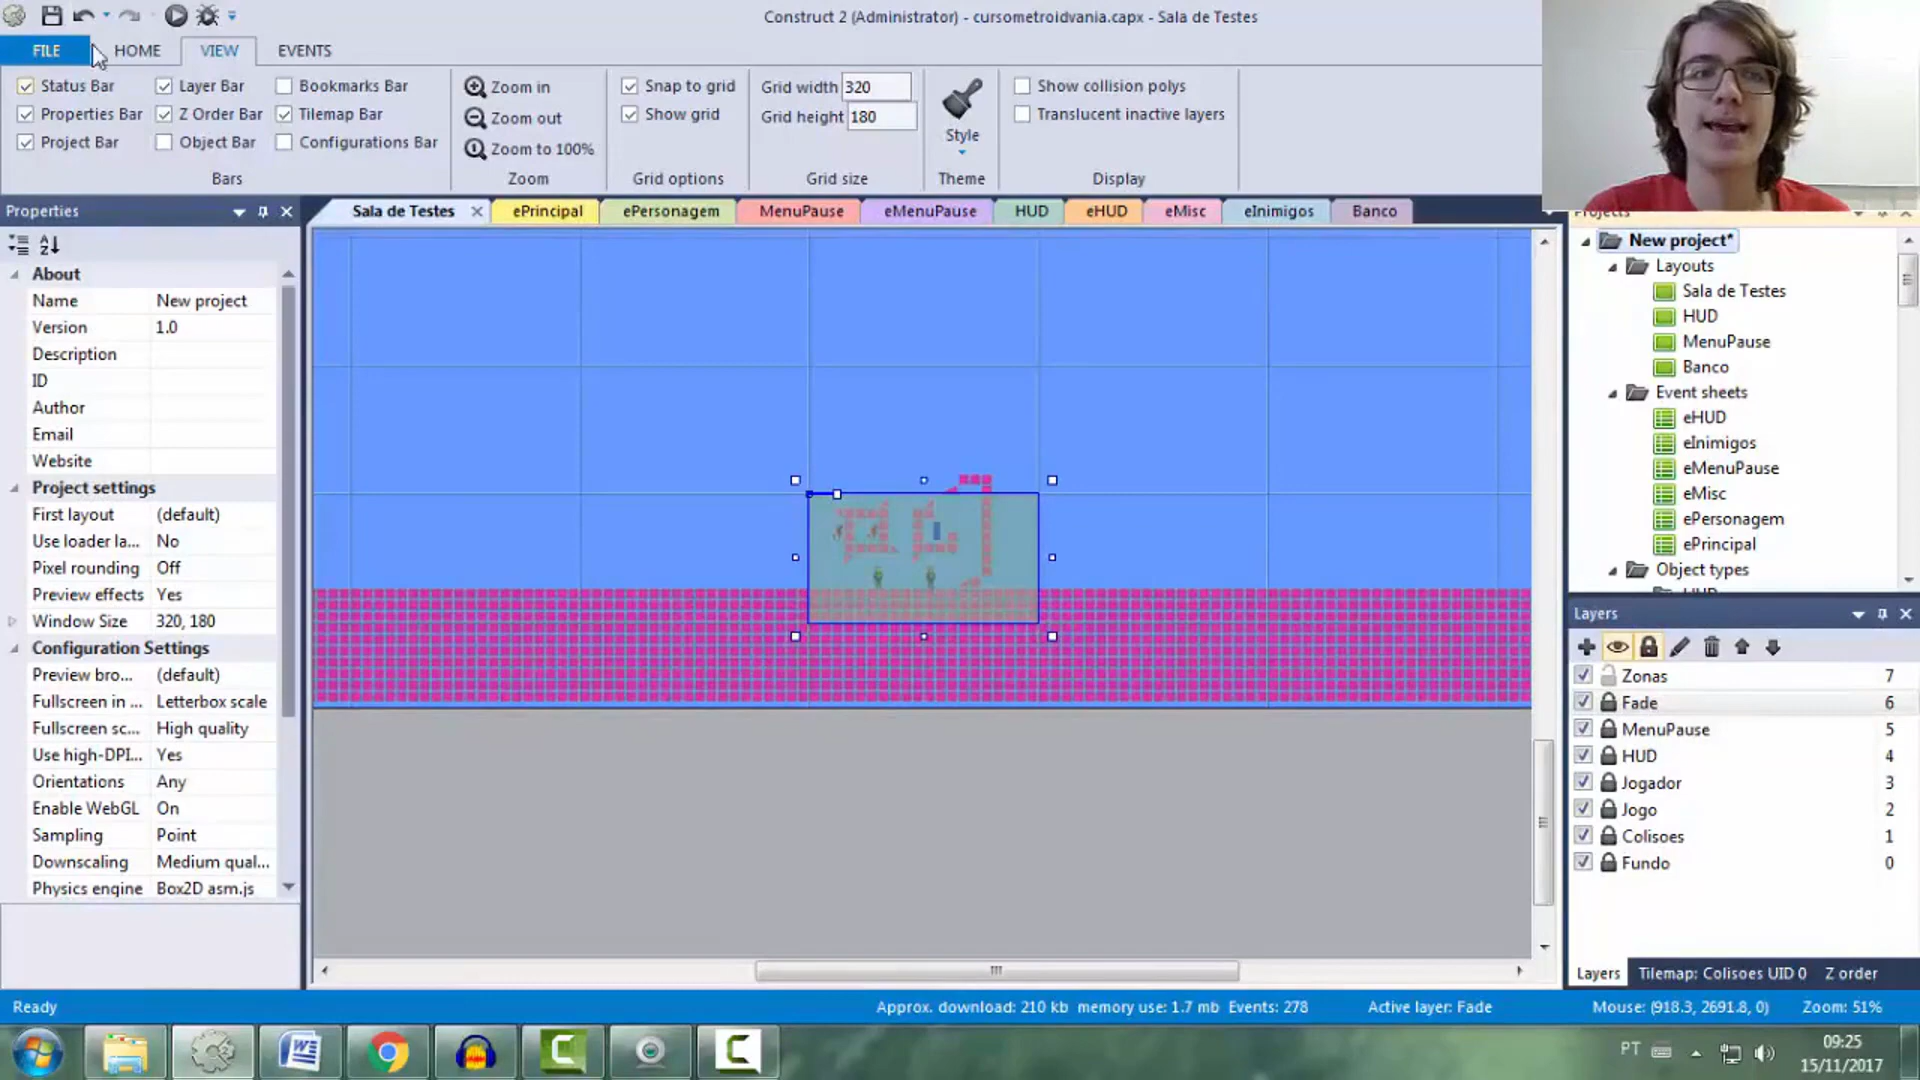 Construct 2 (Administrator) - cursometroidvania.capx - Sala de Testes
FILE HOME VIEW EVENTS
Status Bar Layer Bar Bookmarks Bar
Properties Bar Z Order Bar Tilemap Bar
Project Bar Object Bar Configurations Bar
Bars
Zoom in
Zoom out
Zoom to 100%
Zoom
Snap to grid
Show grid
Grid options
Grid width 320
Grid height 180
Grid size
Style
Theme
Show collision polys
Translucent inactive layers
Display
Properties
Sala de Testes ePrincipal ePersonagem MenuPause eMenuPause HUD eHUD eMisc eInimigos Banco
About
Name New project
Version 1.0
Description
ID
Author
Email
Website
Project settings
First layout (default)
Use loader la... No
Pixel rounding Off
Preview effects Yes
Window Size 320, 180
Configuration Settings
Preview bro... (default)
Fullscreen in ... Letterbox scale
Fullscreen sc... High quality
Use high-DPI... Yes
Orientations Any
Enable WebGL On
Sampling Point
Downscaling Medium qual...
Physics engine Box2D asm.js
Projects
New project*
Layouts
Sala de Testes
HUD
MenuPause
Banco
Event sheets
eHUD
eInimigos
eMenuPause
eMisc
ePersonagem
ePrincipal
Object types
Layers
Zonas 7
Fade 6
MenuPause 5
HUD 4
Jogador 3
Jogo 2
Colisoes 1
Fundo 0
Layers Tilemap: Colisoes UID 0 Z order
Ready Approx. download: 210 kb memory use: 1.7 mb Events: 278 Active layer: Fade Mouse: (918.3, 2691.8, 0) Zoom: 51%
PT
09:25
15/11/2017